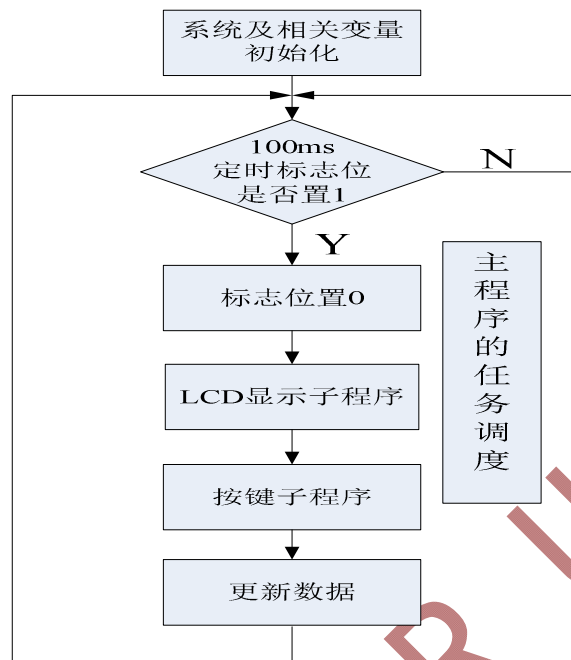 系统及相关变量
初始化
100ms
定时标志位
是否置1
N
Y
标志位置0
主程序的任务调度
LCD显示子程序
按键子程序
更新数据